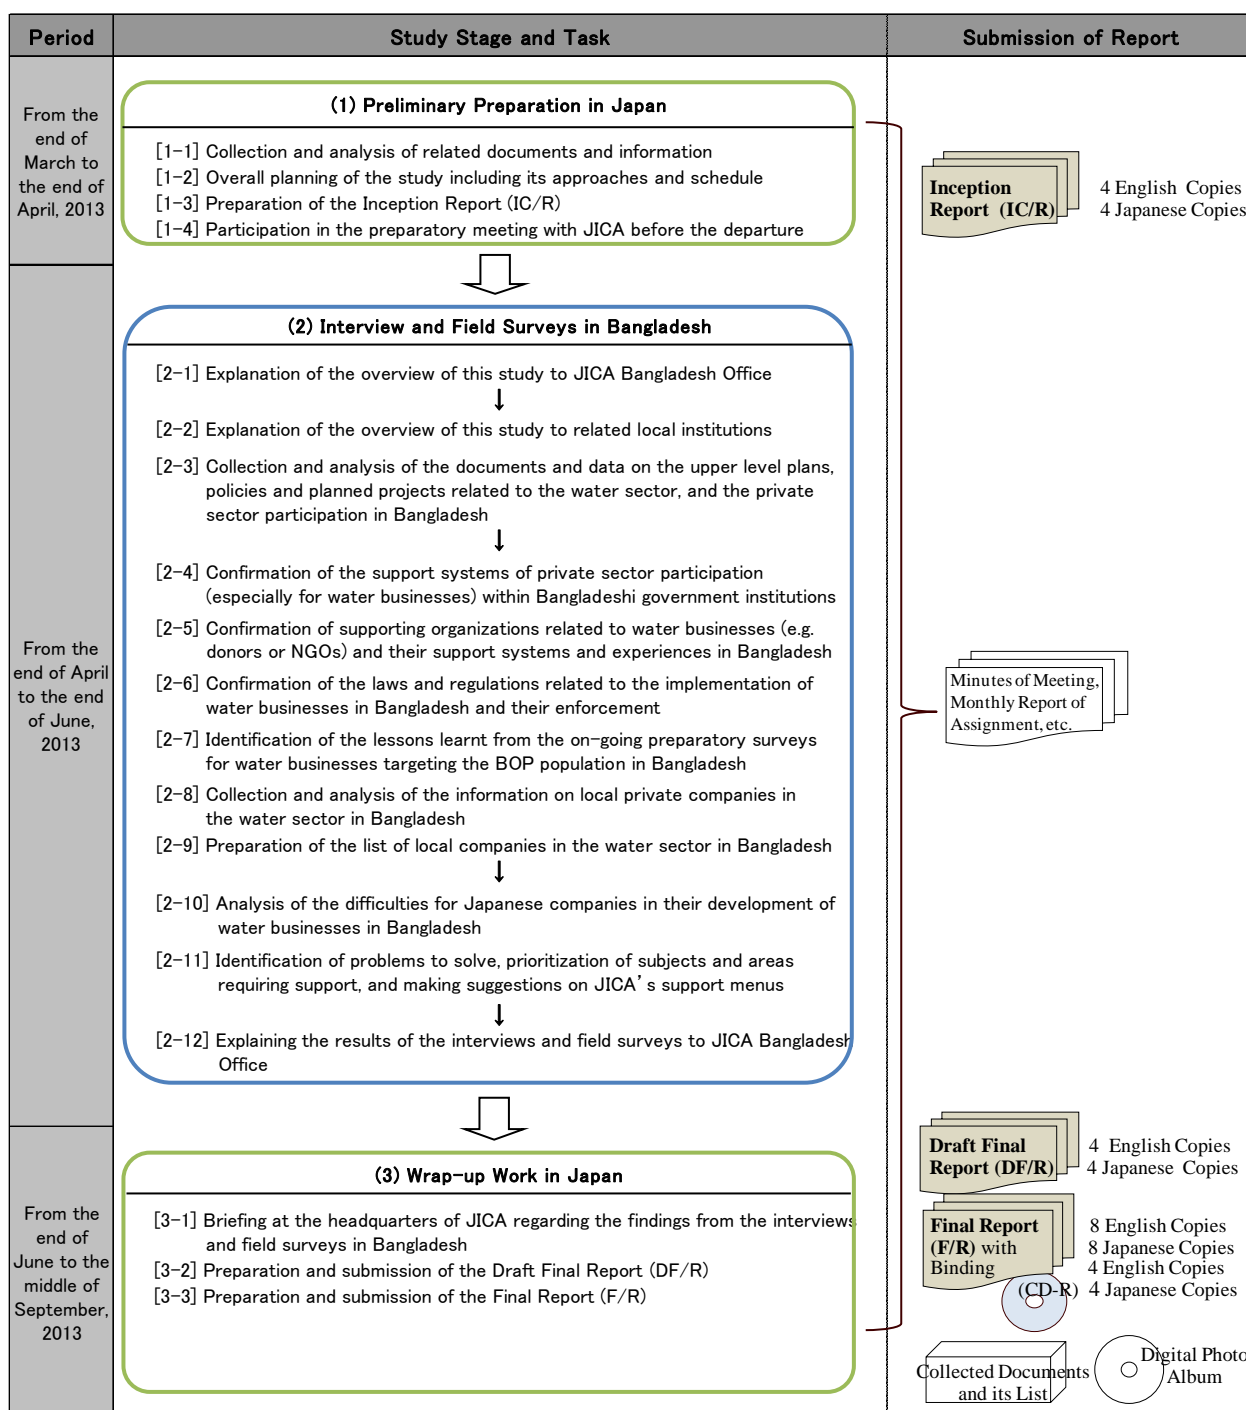 Period
Study Stage and Task
Submission of Report
From the
end of
March to
the end of
April, 2013
(1) Preliminary Preparation in Japan
[1-1] Collection and analysis of related documents and information
[1-2] Overall planning of the study including its approaches and schedule
[1-3] Preparation of the Inception Report (IC/R)
[1-4] Participation in the preparatory meeting with JICA before the departure
Inception
Report (IC/R)
4 English Copies
4 Japanese Copies
From the
end of April
to the end
of June,
2013
(2) Interview and Field Surveys in Bangladesh
[2-1] Explanation of the overview of this study to JICA Bangladesh Office
↓
[2-2] Explanation of the overview of this study to related local institutions
[2-3] Collection and analysis of the documents and data on the upper level plans,
policies and planned projects related to the water sector, and the private
sector participation in Bangladesh
↓
[2-4] Confirmation of the support systems of private sector participation
(especially for water businesses) within Bangladeshi government institutions
[2-5] Confirmation of supporting organizations related to water businesses (e.g.
donors or NGOs) and their support systems and experiences in Bangladesh
[2-6] Confirmation of the laws and regulations related to the implementation of
water businesses in Bangladesh and their enforcement
[2-7] Identification of the lessons learnt from the on-going preparatory surveys
for water businesses targeting the BOP population in Bangladesh
[2-8] Collection and analysis of the information on local private companies in
the water sector in Bangladesh
[2-9] Preparation of the list of local companies in the water sector in Bangladesh
↓
[2-10] Analysis of the difficulties for Japanese companies in their development of
water businesses in Bangladesh
[2-11] Identification of problems to solve, prioritization of subjects and areas
requiring support, and making suggestions on JICA's support menus
↓
[2-12] Explaining the results of the interviews and field surveys to JICA Bangladesh
Office
Minutes of Meeting,
Monthly Report of
Assignment, etc.
From the
end of
June to the
middle of
September,
2013
(3) Wrap-up Work in Japan
[3-1] Briefing at the headquarters of JICA regarding the findings from the interviews
and field surveys in Bangladesh
[3-2] Preparation and submission of the Draft Final Report (DF/R)
[3-3] Preparation and submission of the Final Report (F/R)
Draft Final
Report (DF/R)
4 English Copies
4 Japanese Copies
Final Report
(F/R) with
Binding
8 English Copies
8 Japanese Copies
4 English Copies
(CD-R) 4 Japanese Copies
Collected Documents
and its List
Digital Photo
Album